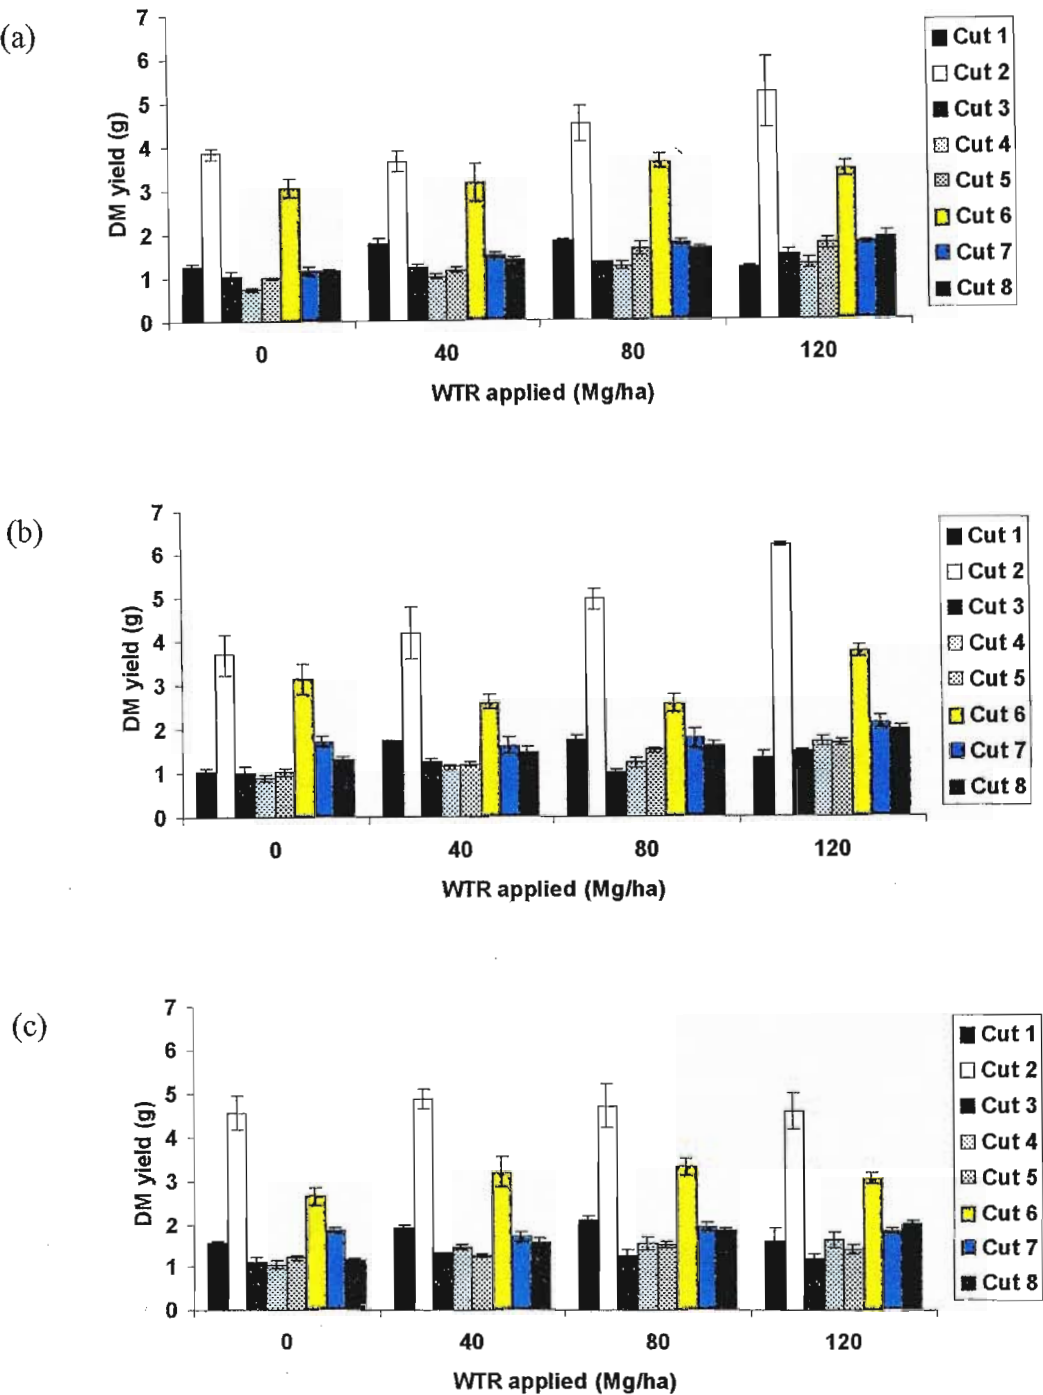 (a)
7
6
5
4
3
2
1
0
DM yield (g)
0 40 80 120
WTR applied (Mg/ha)
Cut 1
Cut 2
Cut 3
Cut 4
Cut 5
Cut 6
Cut 7
Cut 8
(b)
7
6
5
4
3
2
1
0
DM yield (g)
0 40 80 120
WTR applied (Mg/ha)
Cut 1
Cut 2
Cut 3
Cut 4
Cut 5
Cut 6
Cut 7
Cut 8
(c)
7
6
5
4
3
2
1
0
DM yield (g)
0 40 80 120
WTR applied (Mg/ha)
Cut 1
Cut 2
Cut 3
Cut 4
Cut 5
Cut 6
Cut 7
Cut 8